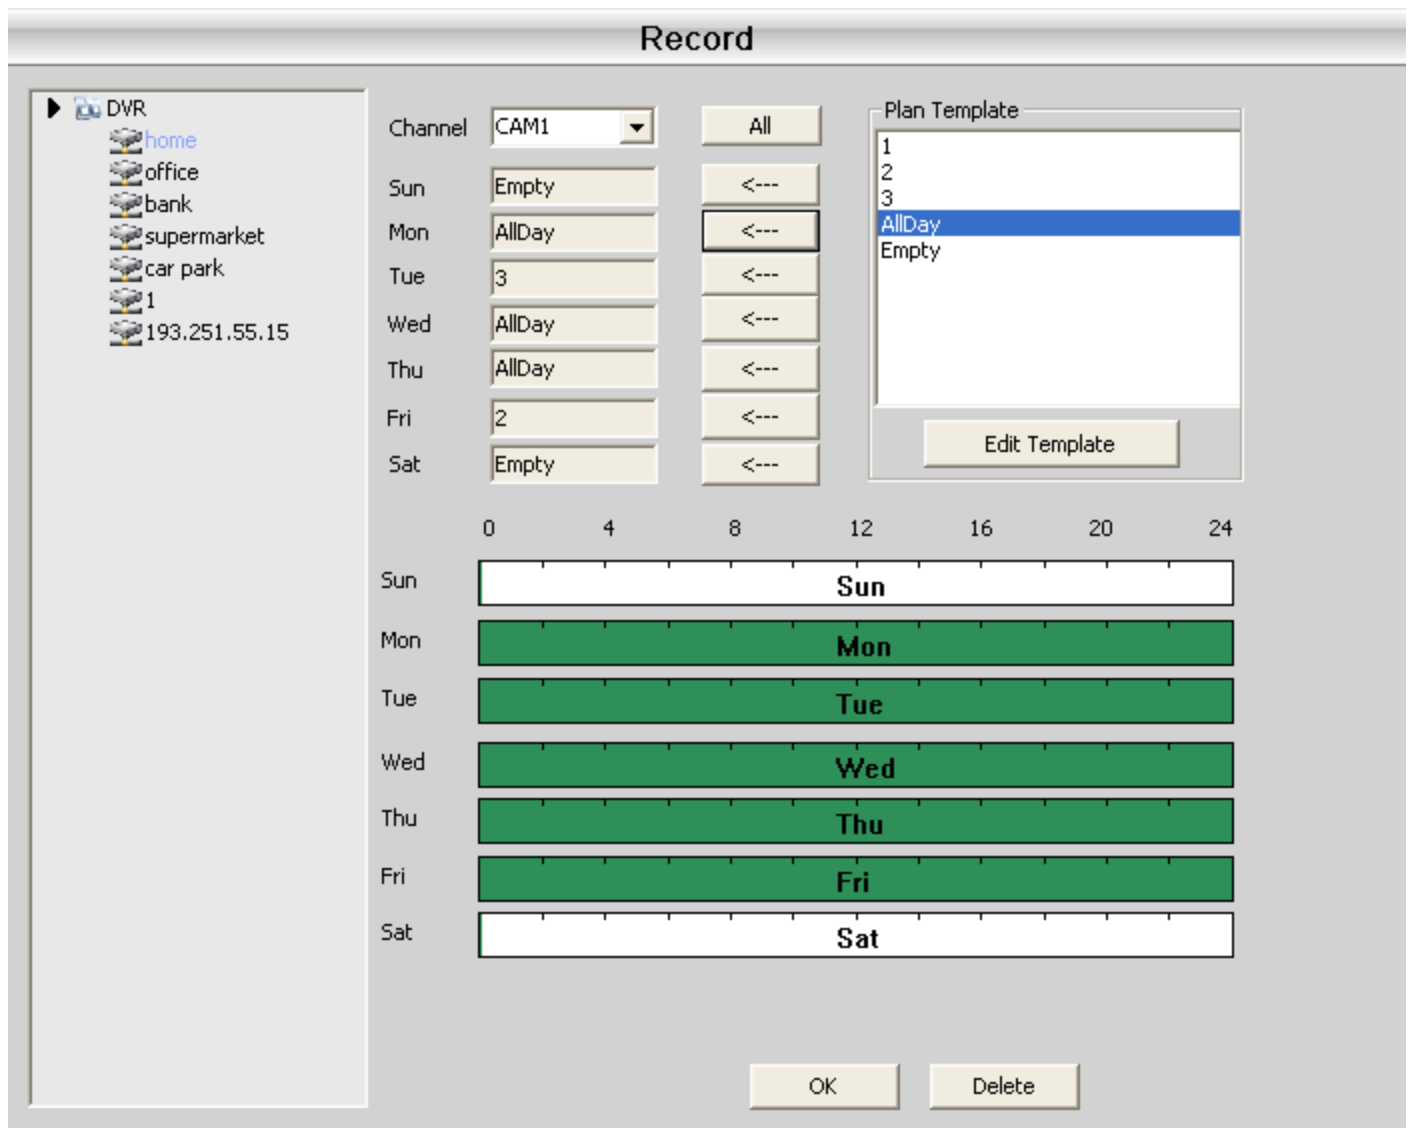 Record
DVR
home
office
bank
supermarket
car park
1
193.251.55.15
Channel CAM1 All
Sun Empty <---
Mon AllDay <---
Tue 3 <---
Wed AllDay <---
Thu AllDay <---
Fri 2 <---
Sat Empty <---
Plan Template
1
2
3
AllDay
Empty
Edit Template
0 4 8 12 16 20 24
Sun Sun
Mon Mon
Tue Tue
Wed Wed
Thu Thu
Fri Fri
Sat Sat
OK Delete